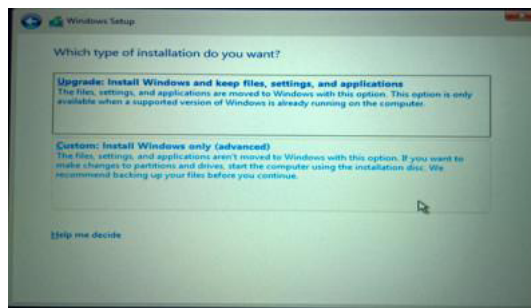 Windows Setup
Which type of installation do you want?
Upgrade: Install Windows and keep files, settings, and applications
The files, settings, and applications are moved to Windows with this option. This option is only
available when a supported version of Windows is already running on the computer.
Custom: Install Windows only (advanced)
The files, settings, and applications aren't moved to Windows with this option. If you want to
make changes to partitions and drives, start the computer using the installation disc. We
recommend backing up your files before you continue.
Help me decide